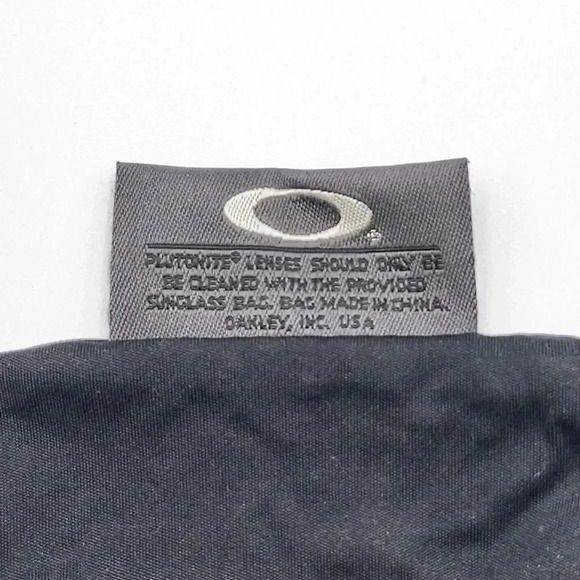 PLUTONITE® LENSES SHOULD ONLY BE
BE CLEANED WITH THE PROVIDED
SUNGLASS BAG. BAG MADE IN CHINA.
OAKLEY, INC. USA